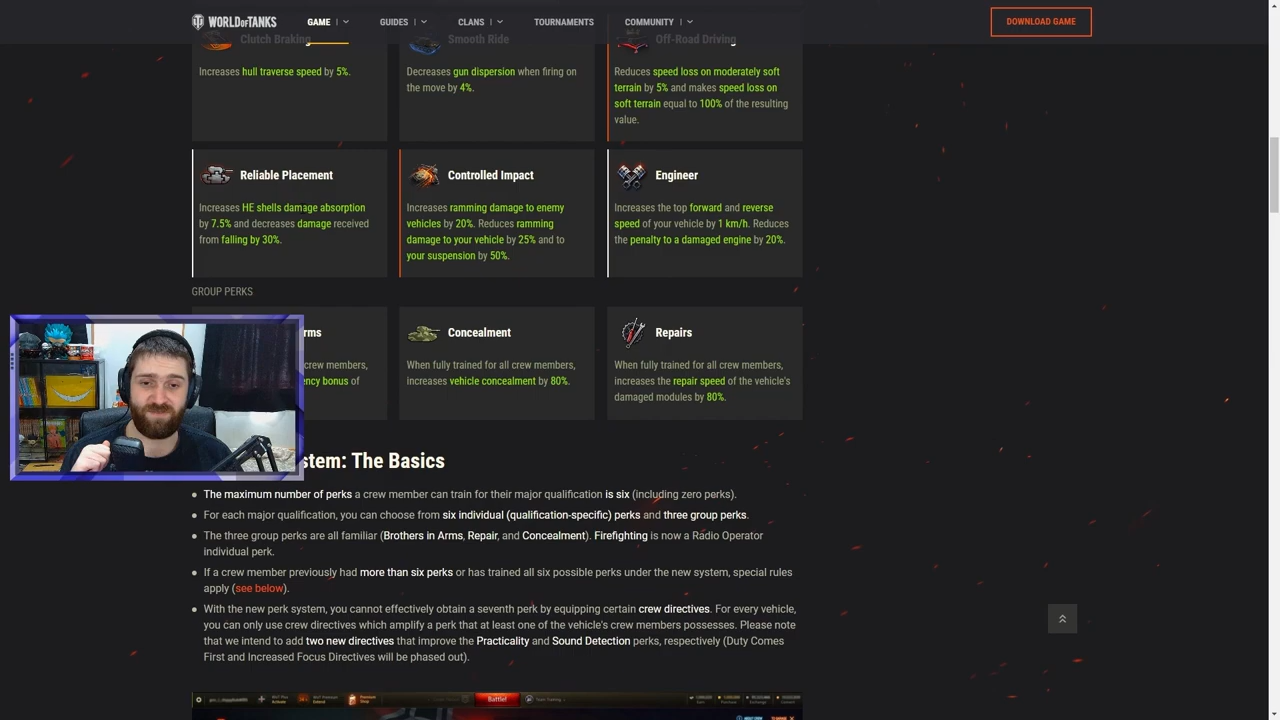 WORLD OF TANKS
GAME
GUIDES
CLANS
TOURNAMENTS
COMMUNITY
DOWNLOAD GAME
Clutch Braking
Smooth Ride
Off-Road Driving
Increases hull traverse speed by 5%.
Decreases gun dispersion when firing on
the move by 4%.
Reduces speed loss on moderately soft
terrain by 5% and makes speed loss on
soft terrain equal to 100% of the resulting
value.
Reliable Placement
Increases HE shells damage absorption
by 7.5% and decreases damage received
from falling by 30%.
Controlled Impact
Increases ramming damage to enemy
vehicles by 20%. Reduces ramming
damage to your vehicle by 25% and to
your suspension by 50%.
Engineer
Increases the top forward and reverse
speed of your vehicle by 1 km/h. Reduces
the penalty to a damaged engine by 20%.
GROUP PERKS
rms
crew members,
ency bonus of
Concealment
When fully trained for all crew members,
increases vehicle concealment by 80%.
Repairs
When fully trained for all crew members,
increases the repair speed of the vehicle's
damaged modules by 80%.
stem: The Basics
The maximum number of perks a crew member can train for their major qualification is six (including zero perks).
For each major qualification, you can choose from six individual (qualification-specific) perks and three group perks.
The three group perks are all familiar (Brothers in Arms, Repair, and Concealment). Firefighting is now a Radio Operator
individual perk.
If a crew member previously had more than six perks or has trained all six possible perks under the new system, special rules
apply (see below).
With the new perk system, you cannot effectively obtain a seventh perk by equipping certain crew directives. For every vehicle,
you can only use crew directives which amplify a perk that at least one of the vehicle's crew members possesses. Please note
that we intend to add two new directives that improve the Practicality and Sound Detection perks, respectively (Duty Comes
First and Increased Focus Directives will be phased out).
Battle!